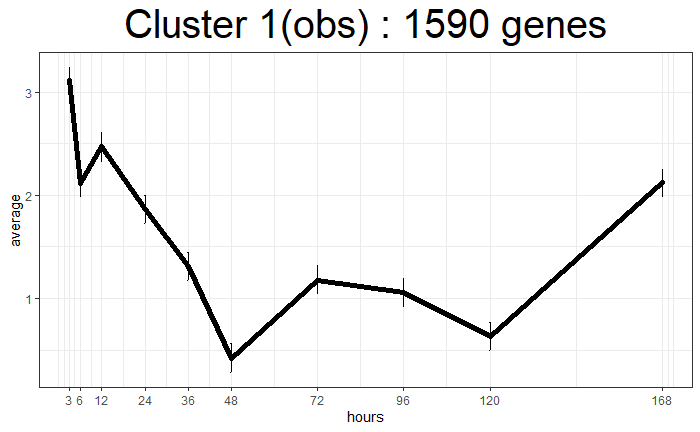 Cluster 1(obs) : 1590 genes
3
2
1
average
3 6 12 24 36 48 72 96 120 168
hours